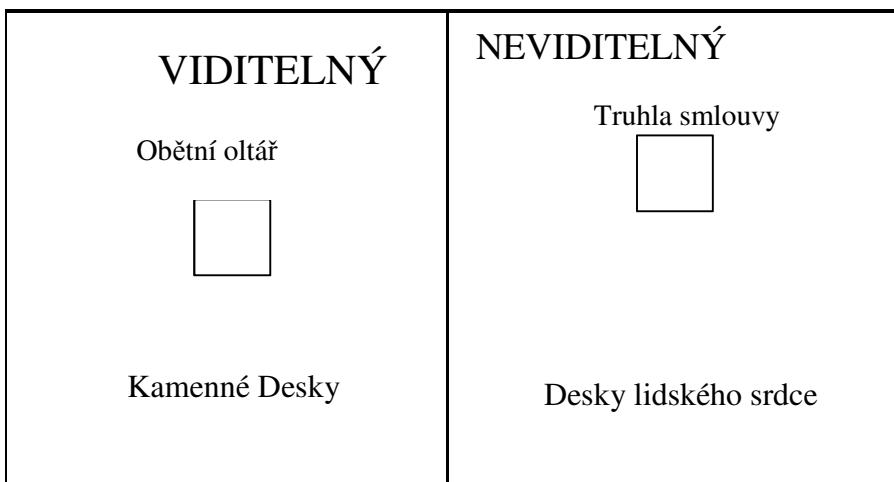 VIDITELNÝ
Obětní oltář
Kamenné Desky
NEVIDITELNÝ
Truhla smlouvy
Desky lidského srdce